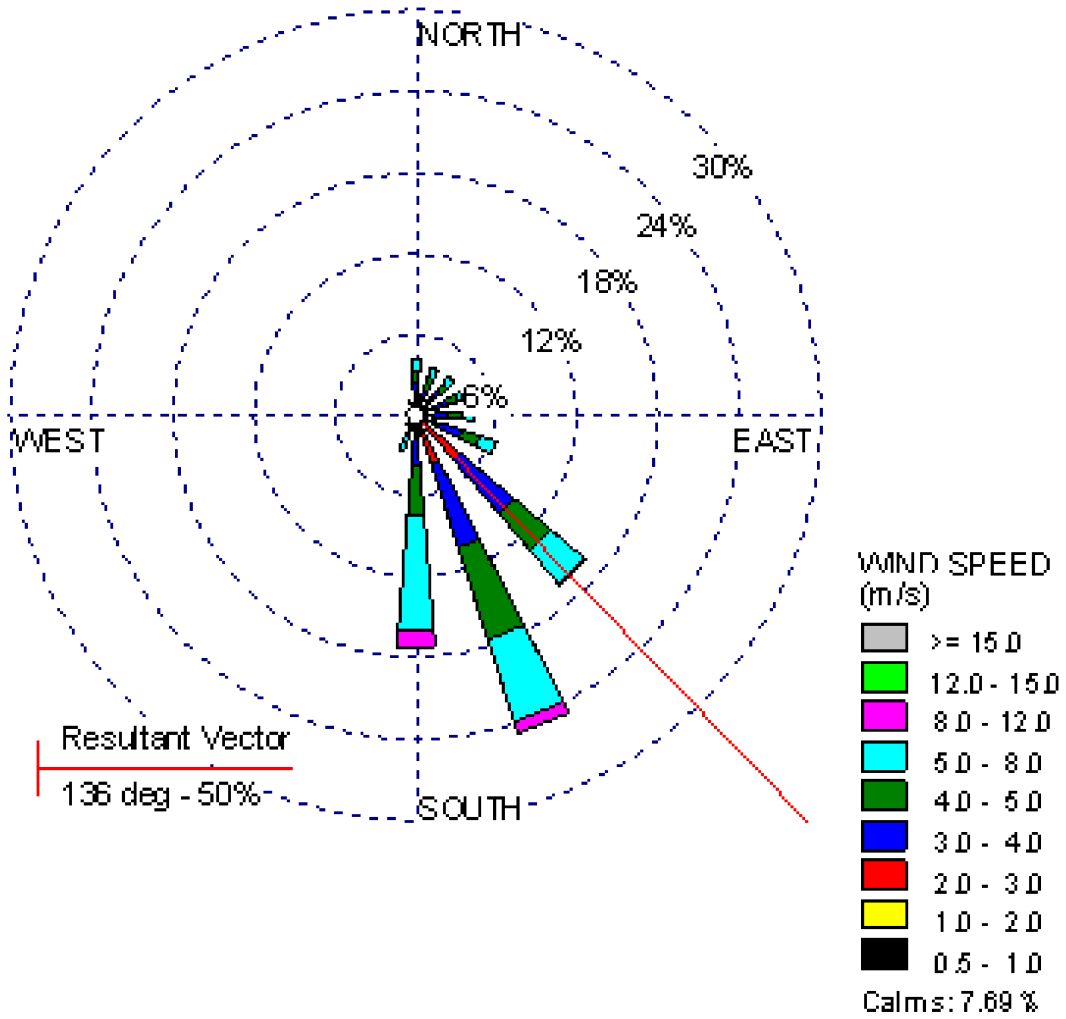 NORTH
30%
24%
18%
12%
6%
WEST
EAST
SOUTH
Resultant Vector
136 deg - 50%
WIND SPEED
(m/s)
>= 15.0
12.0 - 15.0
8.0 - 12.0
5.0 - 8.0
4.0 - 5.0
3.0 - 4.0
2.0 - 3.0
1.0 - 2.0
0.5 - 1.0
Calms: 7.69 %